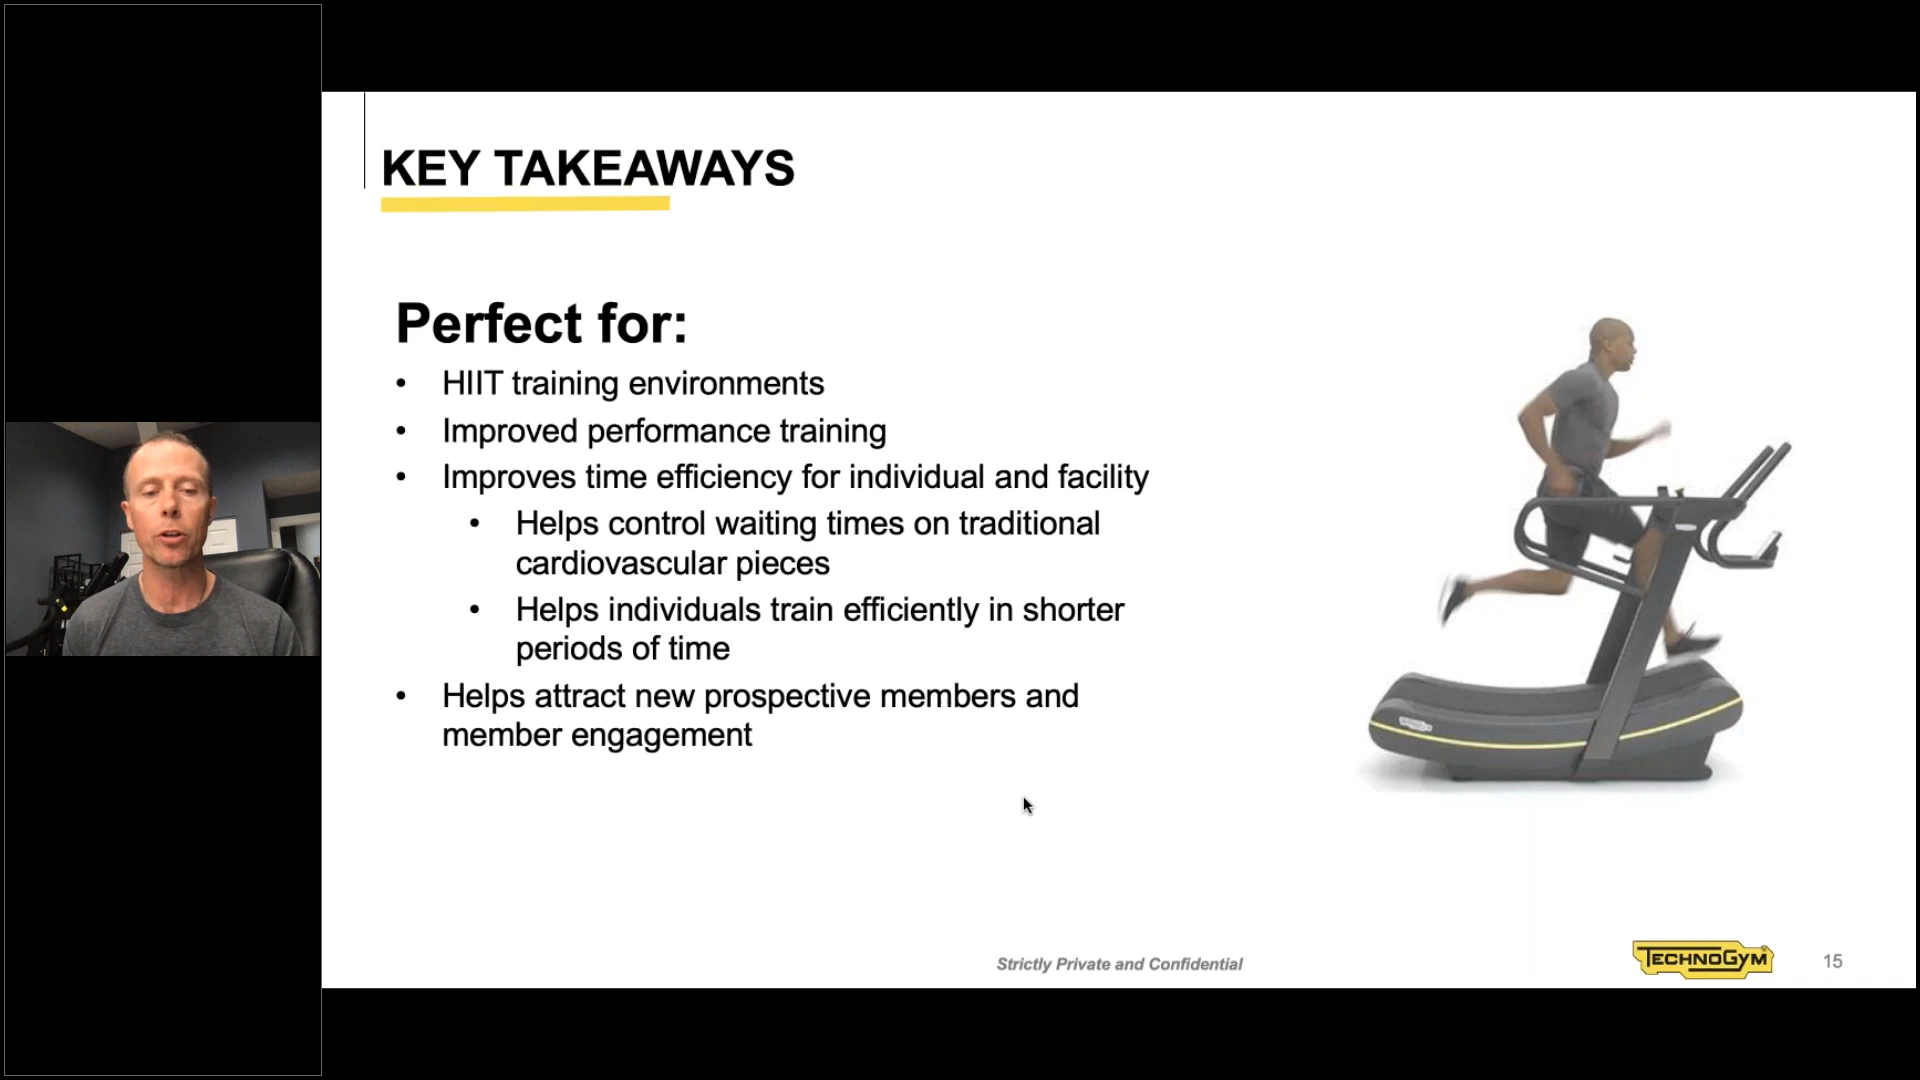 KEY TAKEAWAYS
Perfect for:
• HIIT training environments
• Improved performance training
• Improves time efficiency for individual and facility
• Helps control waiting times on traditional
cardiovascular pieces
• Helps individuals train efficiently in shorter
periods of time
• Helps attract new prospective members and
member engagement
Strictly Private and Confidential
TECHNOGYM
15